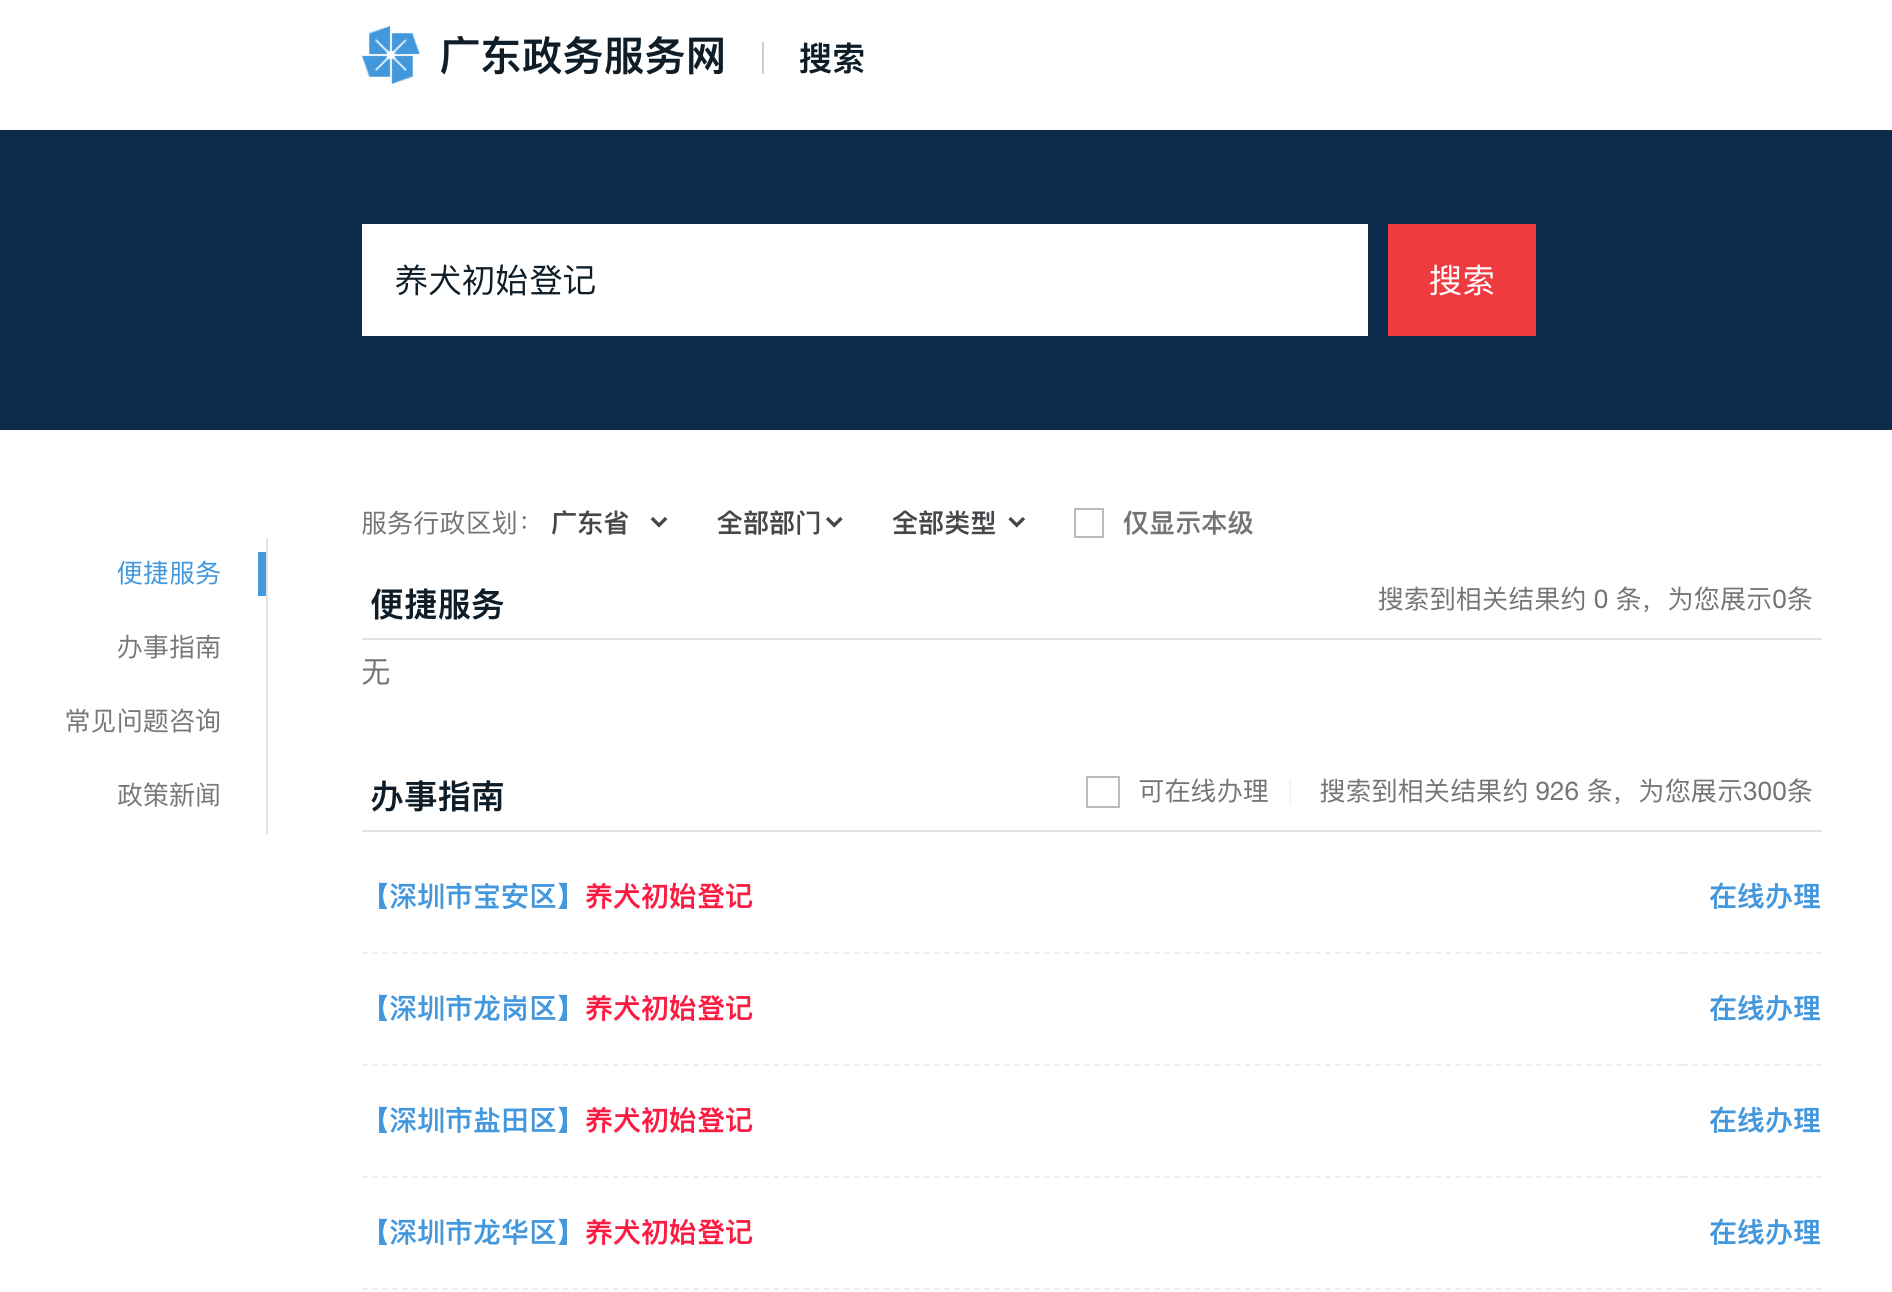 广东政务服务网 搜索
养犬初始登记 搜索
服务行政区划： 广东省 全部部门 全部类型 仅显示本级
便捷服务
办事指南
常见问题咨询
政策新闻
便捷服务 搜索到相关结果约 0 条，为您展示0条
无
办事指南 可在线办理 搜索到相关结果约 926 条，为您展示300条
【深圳市宝安区】养犬初始登记 在线办理
【深圳市龙岗区】养犬初始登记 在线办理
【深圳市盐田区】养犬初始登记 在线办理
【深圳市龙华区】养犬初始登记 在线办理